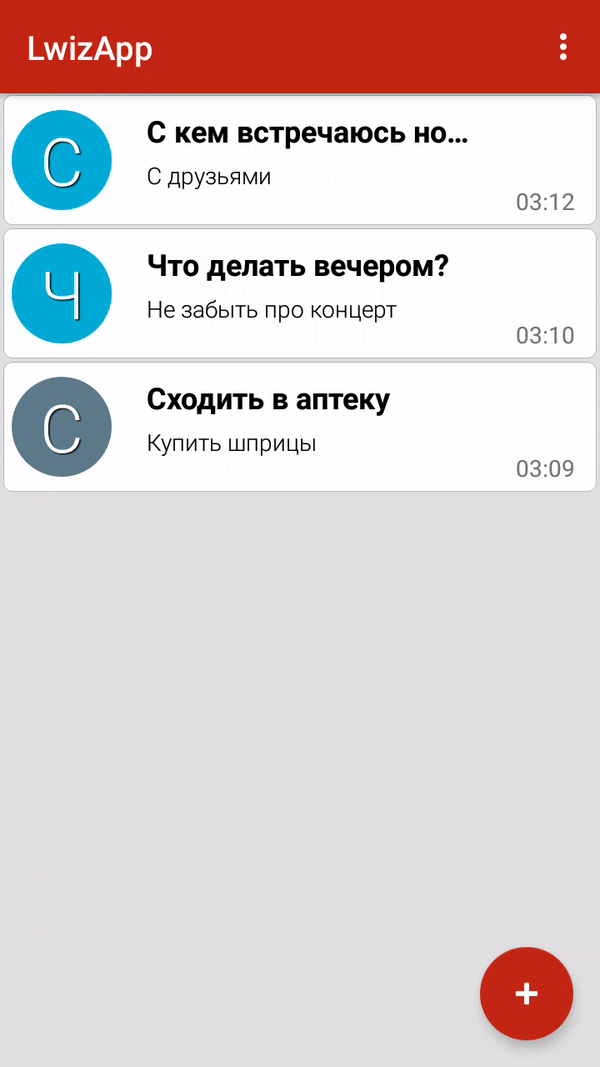 LwizApp
С
С кем встречаюсь но…
С друзьями
03:12
Ч
Что делать вечером?
Не забыть про концерт
03:10
С
Сходить в аптеку
Купить шприцы
03:09
+